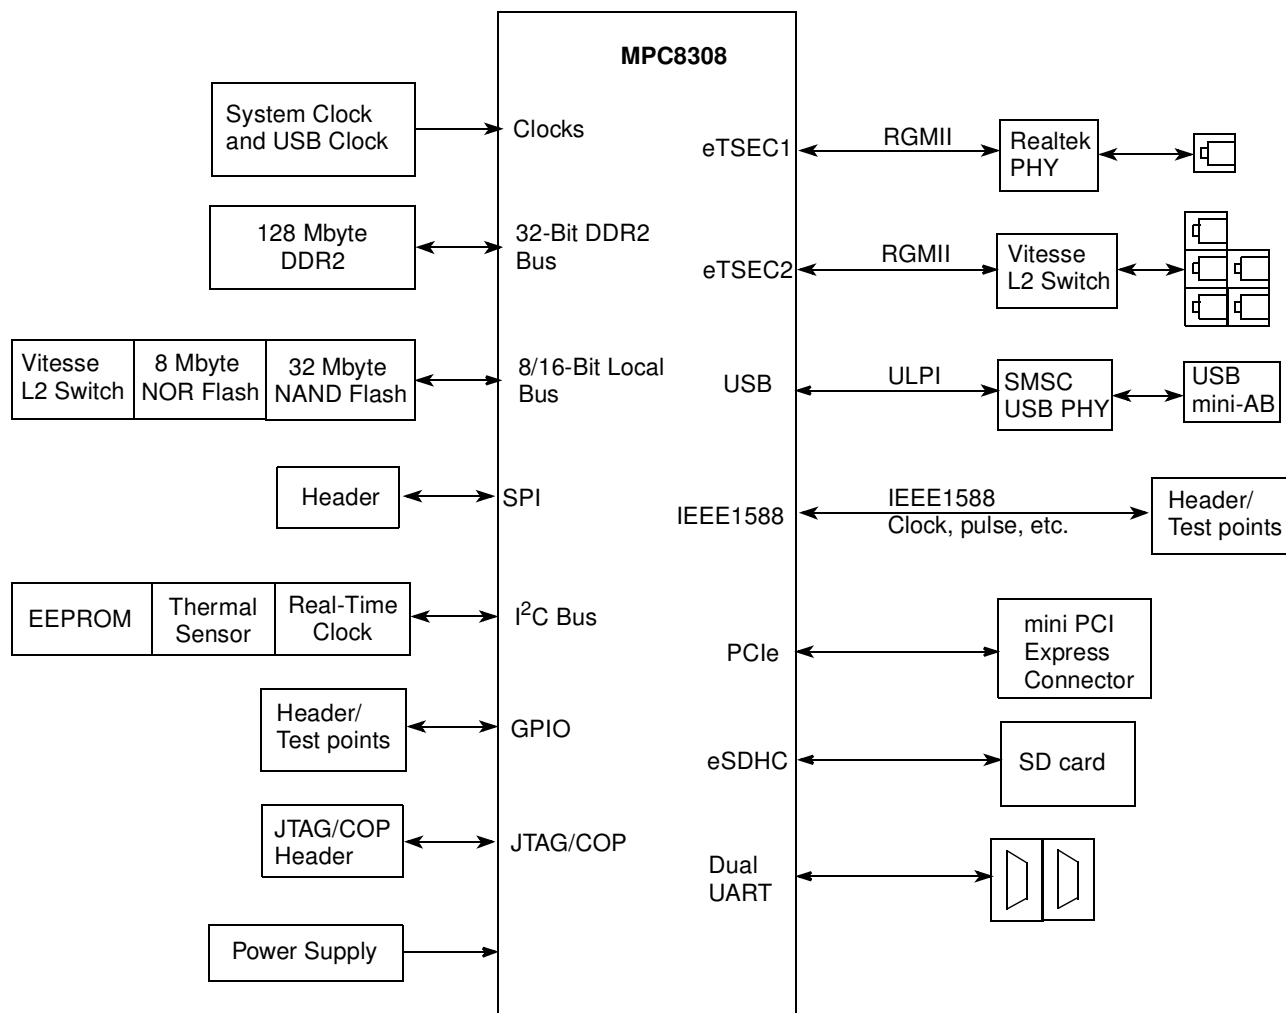 MPC8308
System Clock
and USB Clock
Clocks
128 Mbyte
DDR2
32-Bit DDR2
Bus
Vitesse
L2 Switch
8 Mbyte
NOR Flash
32 Mbyte
NAND Flash
8/16-Bit Local
Bus
Header
SPI
EEPROM
Thermal
Sensor
Real-Time
Clock
I²C Bus
Header/
Test points
GPIO
JTAG/COP
Header
JTAG/COP
Power Supply
eTSEC1
RGMII
Realtek
PHY
eTSEC2
RGMII
Vitesse
L2 Switch
USB
ULPI
SMSC
USB PHY
USB
mini-AB
IEEE1588
IEEE1588
Clock, pulse, etc.
Header/
Test points
PCIe
mini PCI
Express
Connector
eSDHC
SD card
Dual
UART